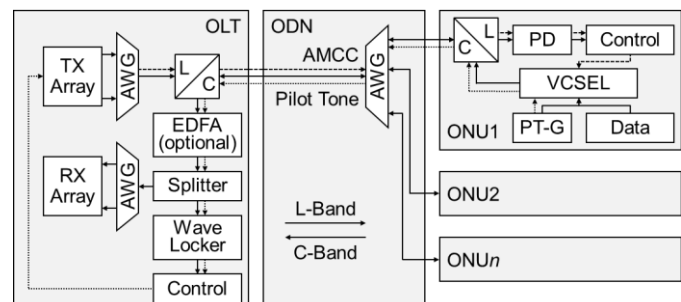 OLT
TX
Array
AWG
L
C
EDFA
(optional)
RX
Array
AWG
Splitter
Wave
Locker
Control
ODN
AMCC
Pilot Tone
AWG
L-Band
C-Band
L
C
PD
Control
VCSEL
PT-G
Data
ONU1
ONU2
ONUn